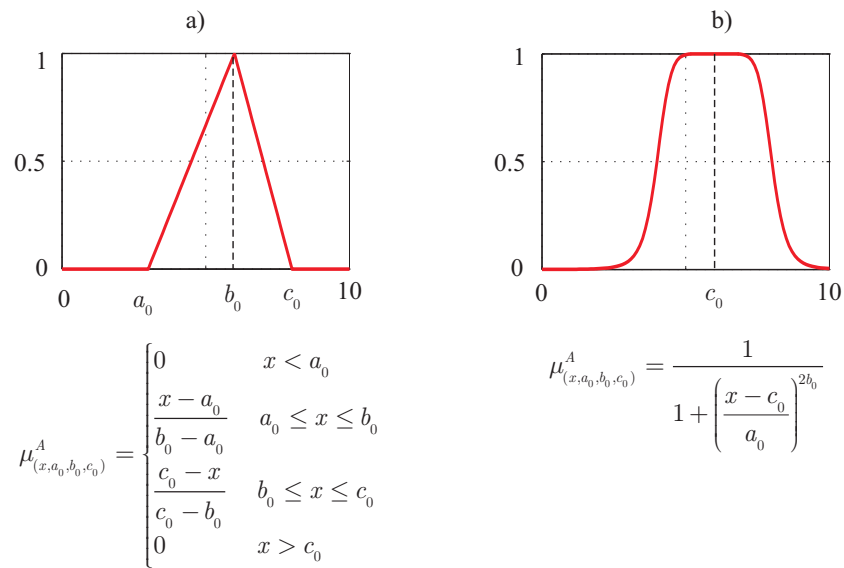 a) b)
1 1
0.5 0.5
0 0
0 a₀ b₀ c₀ 10 0 c₀ 10
μᴬ₍ₓ,ₐ₀,b₀,c₀₎ = { 0 x < a₀
(x − a₀)/(b₀ − a₀) a₀ ≤ x ≤ b₀
(c₀ − x)/(c₀ − b₀) b₀ ≤ x ≤ c₀
0 x > c₀
μᴬ₍ₓ,ₐ₀,b₀,c₀₎ = 1/(1 + ((x − c₀)/a₀)^(2b₀))